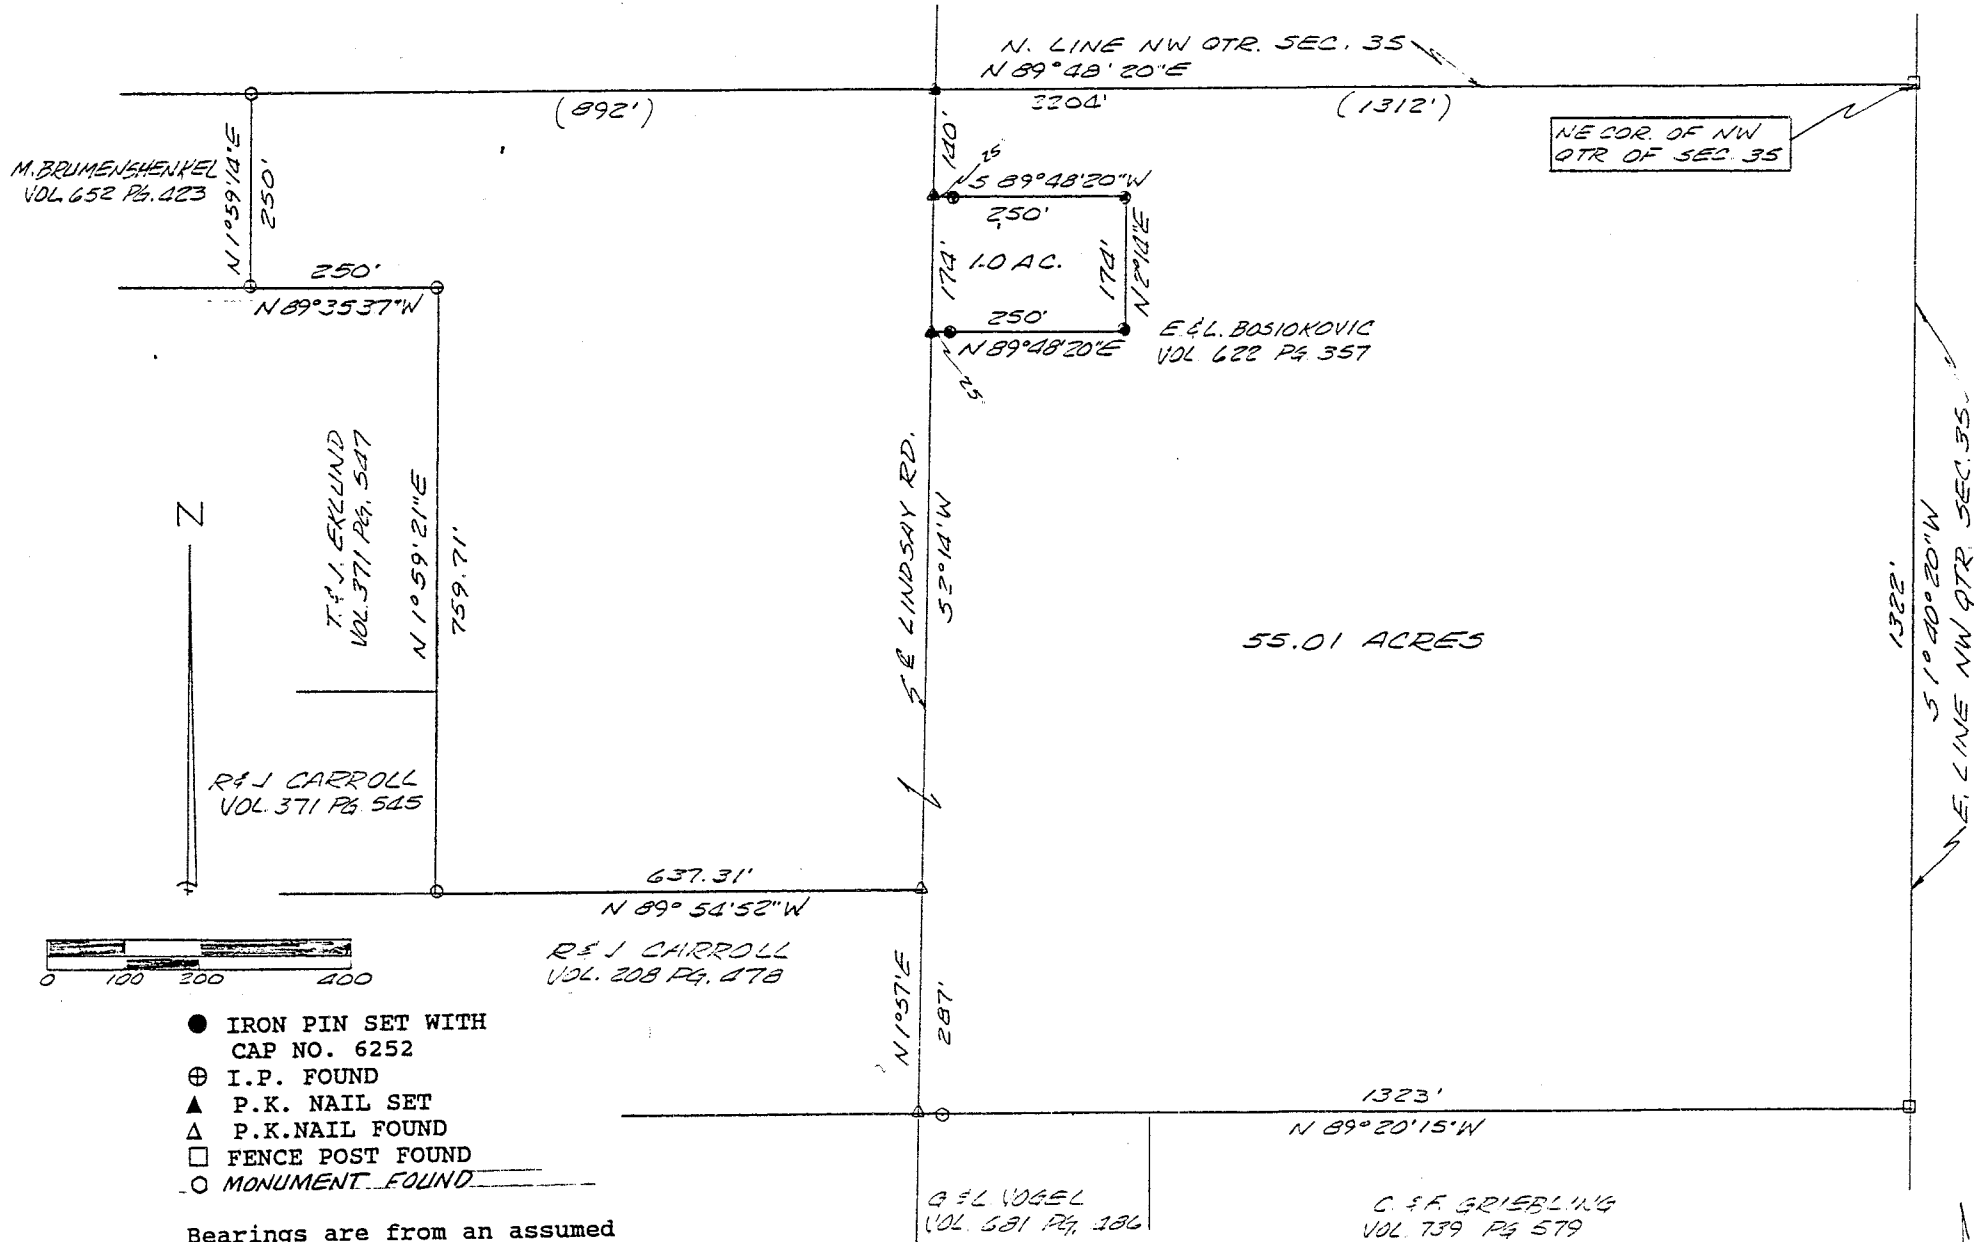 N. LINE NW QTR. SEC. 35
N 89°48'20"E
(892')
2204'
(1312')
NE COR. OF NW
QTR OF SEC. 35
M. BRUMENSHENKEL
VOL. 652 PG. 423
N 1°59'14"E
250'
140'
25'
S 89°48'20"W
250'
174'
1.0 AC.
174'
N 2°14'E
250'
N 89°48'20"E
25'
E. & L. BOSIOKOVIC
VOL. 622 PG. 357
250'
N 89°35'37"W
T. & J. EKLUND
VOL. 371 PG. 547
N 1°59'21"E
759.71'
Z
℄ LINDSAY RD.
S 2°14'W
55.01 ACRES
1322'
S 1°40'20"W
E. LINE NW QTR. SEC. 35
R & J CARROLL
VOL. 371 PG. 545
637.31'
N 89°54'52"W
R & J CARROLL
VOL. 208 PG. 478
0 100 200 400
N 1°57'E
287'
1323'
N 89°20'15"W
IRON PIN SET WITH
CAP NO. 6252
I.P. FOUND
P.K. NAIL SET
P.K.NAIL FOUND
FENCE POST FOUND
MONUMENT FOUND
G & L VOGEL
VOL. 681 PG.
C. & F. GRIEBLING
VOL. 739 PG 579
Bearings are from an assumed